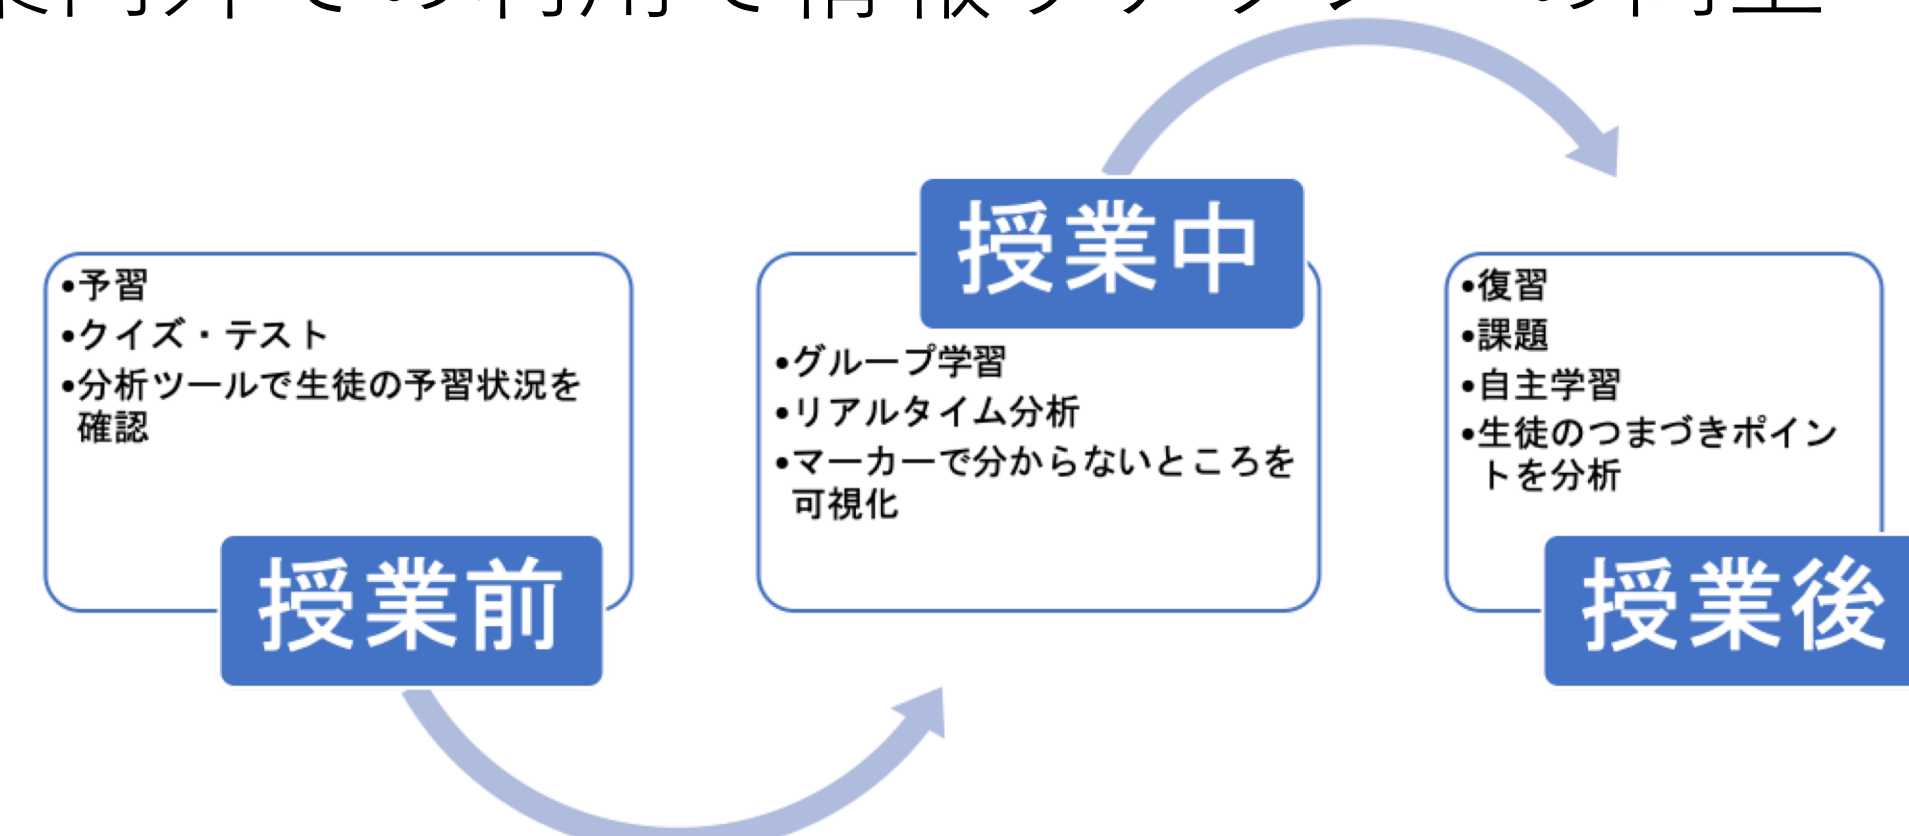 •予習
•クイズ・テスト
•分析ツールで生徒の予習状況を
確認
授業前
授業中
•グループ学習
•リアルタイム分析
•マーカーで分からないところを
可視化
•復習
•課題
•自主学習
•生徒のつまづきポイン
トを分析
授業後